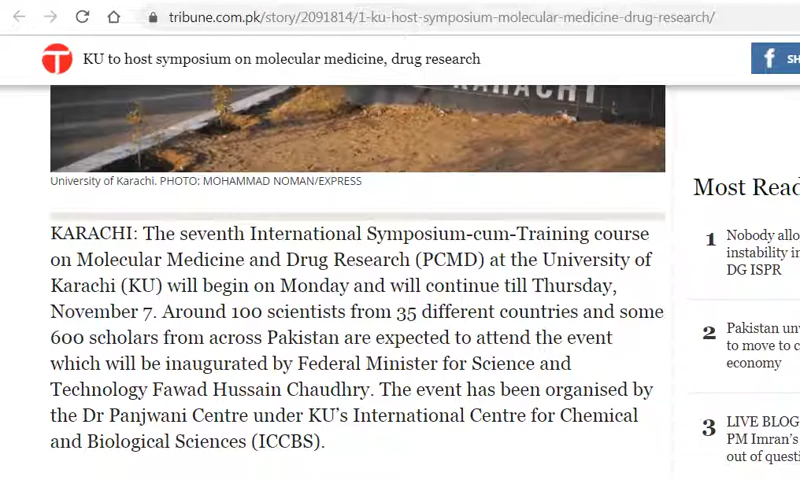 tribune.com.pk/story/2091814/1-ku-host-symposium-molecular-medicine-drug-research/
T KU to host symposium on molecular medicine, drug research
f SH
KARACHI
University of Karachi. PHOTO: MOHAMMAD NOMAN/EXPRESS
KARACHI: The seventh International Symposium-cum-Training course
on Molecular Medicine and Drug Research (PCMD) at the University of
Karachi (KU) will begin on Monday and will continue till Thursday,
November 7. Around 100 scientists from 35 different countries and some
600 scholars from across Pakistan are expected to attend the event
which will be inaugurated by Federal Minister for Science and
Technology Fawad Hussain Chaudhry. The event has been organised by
the Dr Panjwani Centre under KU’s International Centre for Chemical
and Biological Sciences (ICCBS).
Most Read
1 Nobody allo
instability in
DG ISPR
2 Pakistan unv
to move to c
economy
3 LIVE BLOG
PM Imran's
out of questi